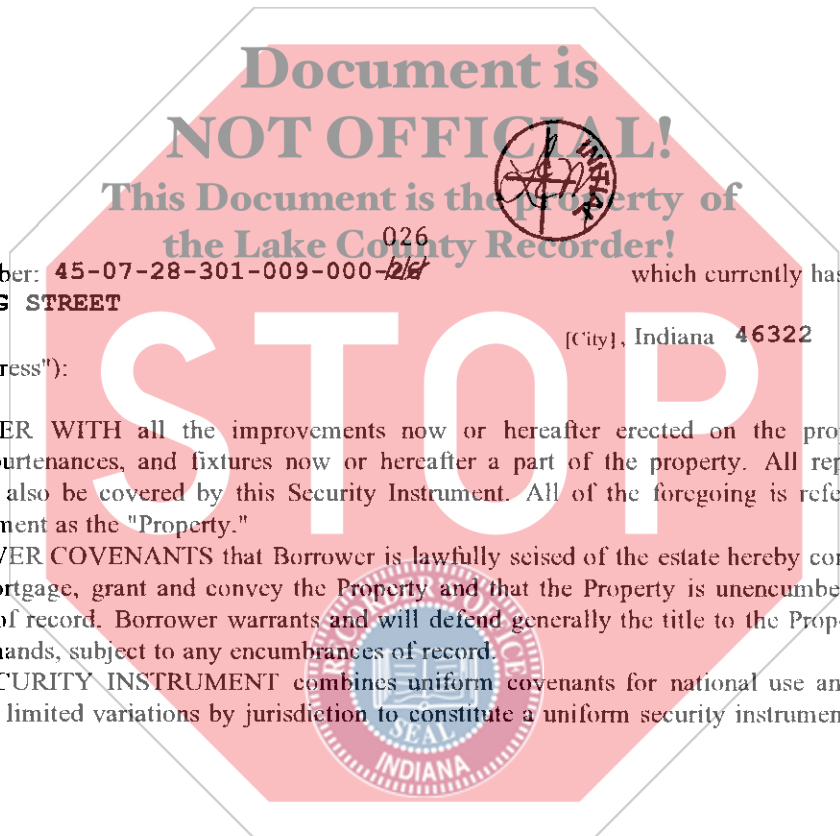 Document is
NOT OFFICIAL!
This Document is the property of
the Lake County Recorder!
INITIAL
026
ber: 45-07-28-301-009-000- which currently has
G STREET
[City], Indiana 46322
ress"):
STOP
ER WITH all the improvements now or hereafter erected on the pro
ourtenances, and fixtures now or hereafter a part of the property. All rep
also be covered by this Security Instrument. All of the foregoing is refe
ment as the "Property."
VER COVENANTS that Borrower is lawfully seised of the estate hereby con
ortgage, grant and convey the Property and that the Property is unencumbe
of record. Borrower warrants and will defend generally the title to the Prop
nands, subject to any encumbrances of record.
CURITY INSTRUMENT combines uniform covenants for national use an
limited variations by jurisdiction to constitute a uniform security instrumen
RECORDER'S OFFICE
SEAL
INDIANA